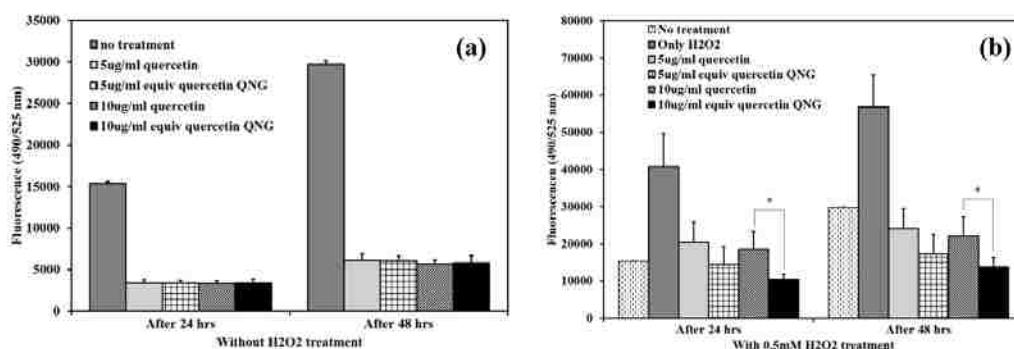 35000
30000
25000
20000
15000
10000
5000
0
Fluorescence (490/525 nm)
(a)
no treatment
5ug/ml quercetin
5ug/ml equiv quercetin QNG
10ug/ml quercetin
10ug/ml equiv quercetin QNG
After 24 hrs
After 48 hrs
Without H2O2 treatment
80000
70000
60000
50000
40000
30000
20000
10000
0
Fluorescencen (490/525 nm)
(b)
No treatment
Only H2O2
5ug/ml quercetin
5ug/ml equiv quercetin QNG
10ug/ml quercetin
10ug/ml equiv quercetin QNG
*
*
After 24 hrs
After 48 hrs
With 0.5mM H2O2 treatment